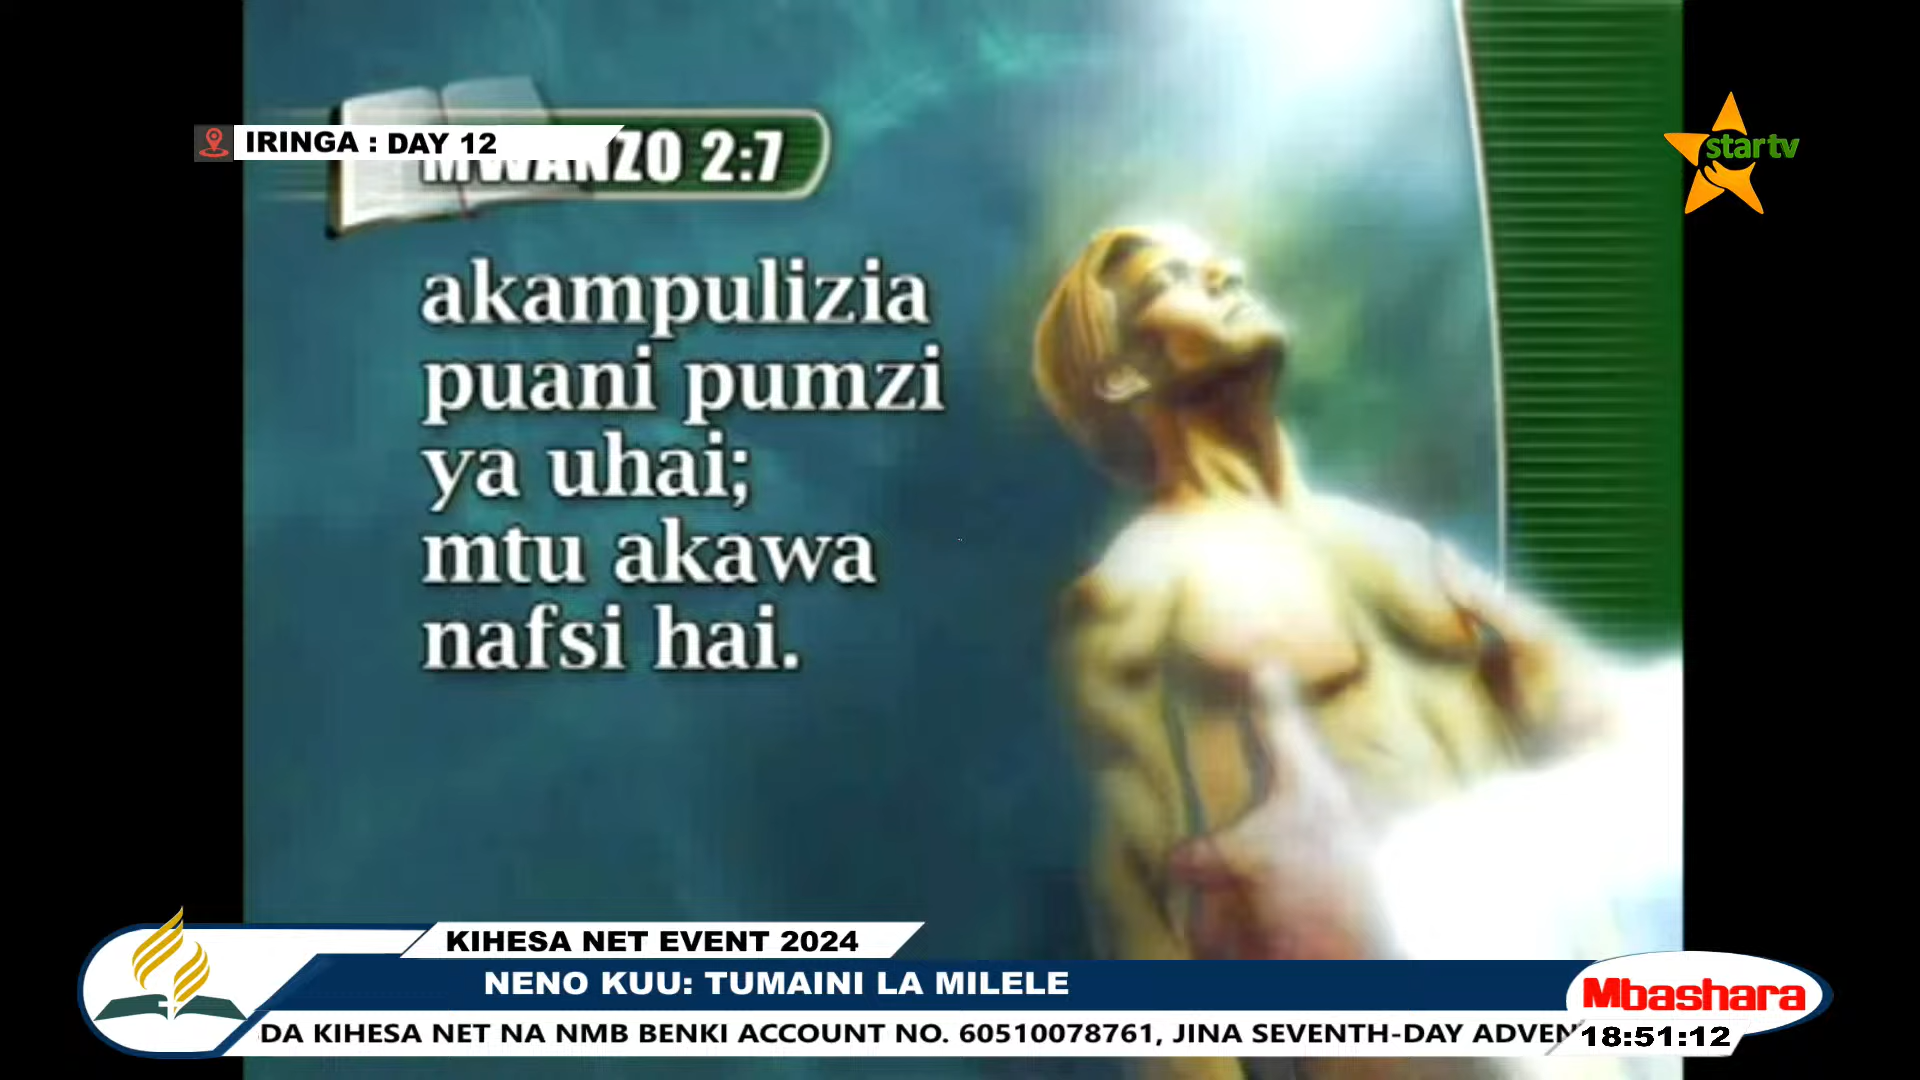 IRINGA : DAY 12
MWANZO 2:7
startv
akampulizia
puani pumzi
ya uhai;
mtu akawa
nafsi hai.
KIHESA NET EVENT 2024
NENO KUU: TUMAINI LA MILELE
Mbashara
DA KIHESA NET NA NMB BENKI ACCOUNT NO. 60510078761, JINA SEVENTH-DAY ADVEN
18:51:12